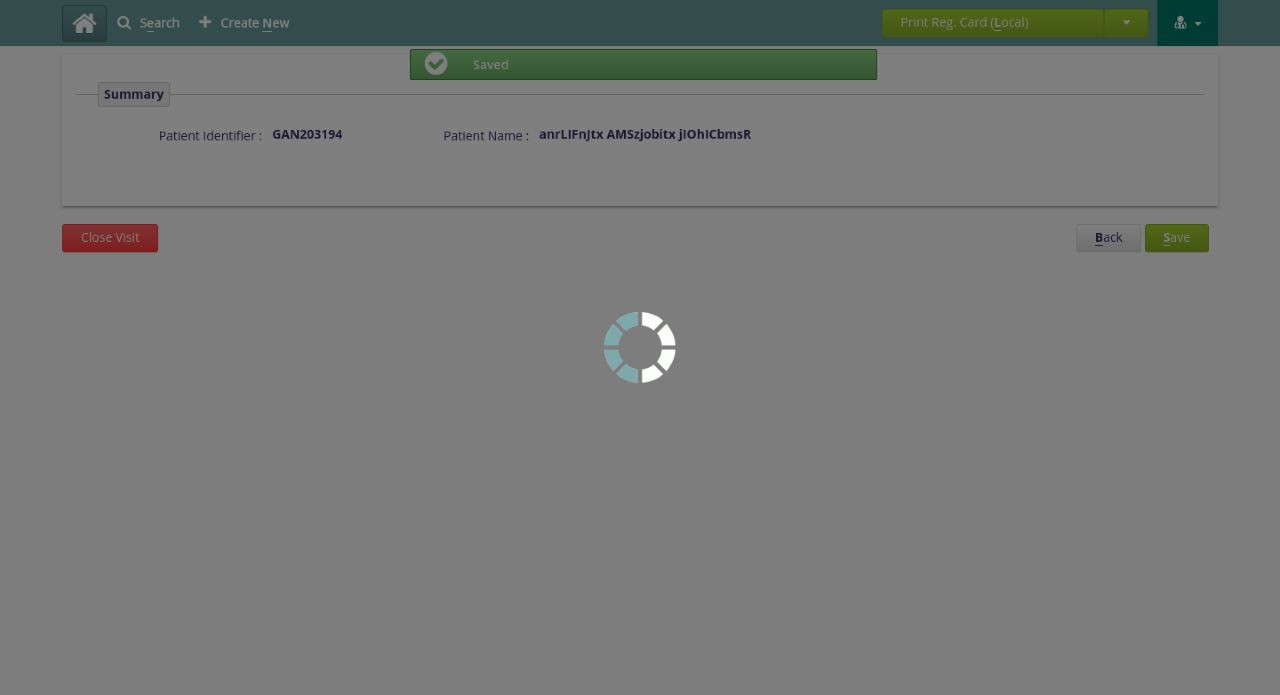 Search Create New Print Reg. Card (Local)
Saved
Summary
Patient Identifier : GAN203194 Patient Name : anrLIFnJtx AMSzjobitx jIOhICbmsR
Close Visit Back Save